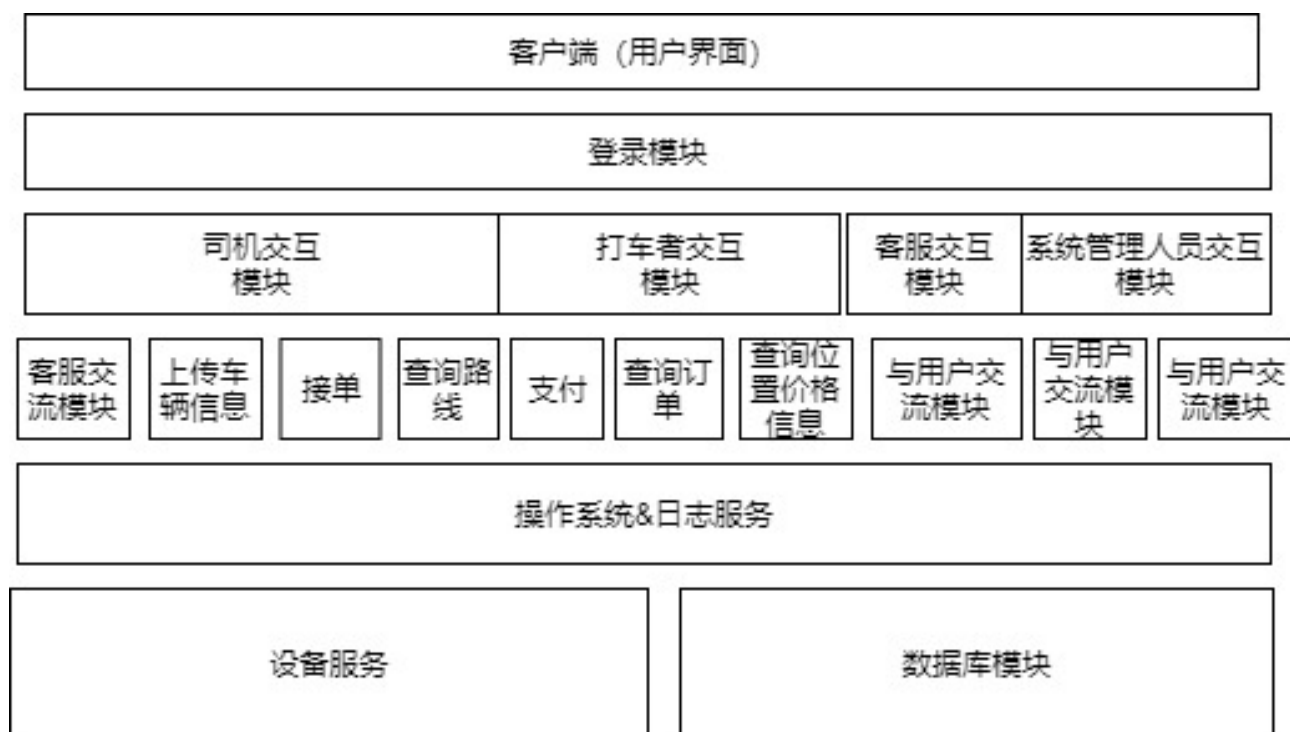 客户端（用户界面）
登录模块
司机交互
模块
打车者交互
模块
客服交互
模块
系统管理人员交互
模块
客服交
流模块
上传车
辆信息
接单
查询路
线
支付
查询订
单
查询位
置价格
信息
与用户交
流模块
与用户
交流模
块
与用户交
流模块
操作系统&日志服务
设备服务
数据库模块